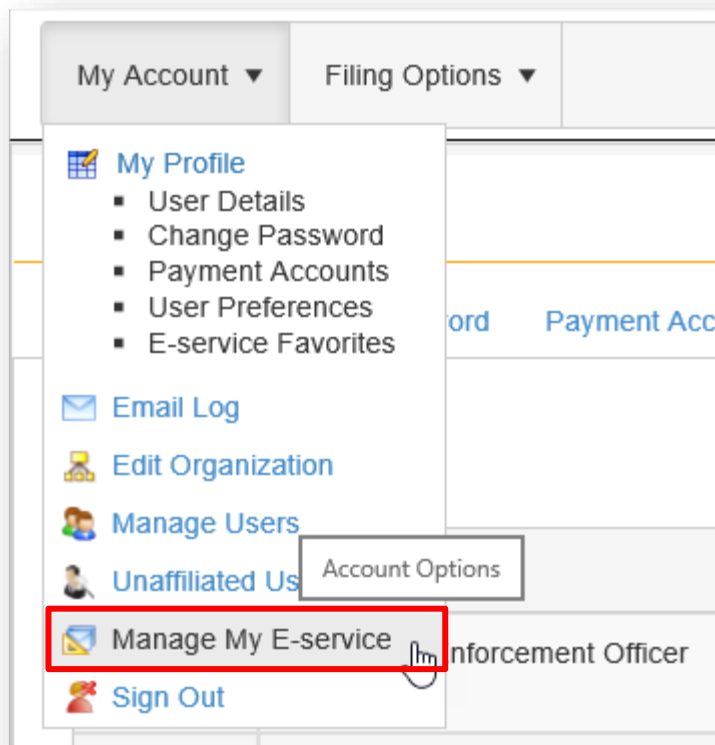 My Account ▼ Filing Options ▼
My Profile
▪ User Details
▪ Change Password
▪ Payment Accounts
▪ User Preferences
▪ E-service Favorites
ord Payment Acc
Email Log
Edit Organization
Manage Users
Unaffiliated Us
Account Options
Manage My E-service
nforcement Officer
Sign Out